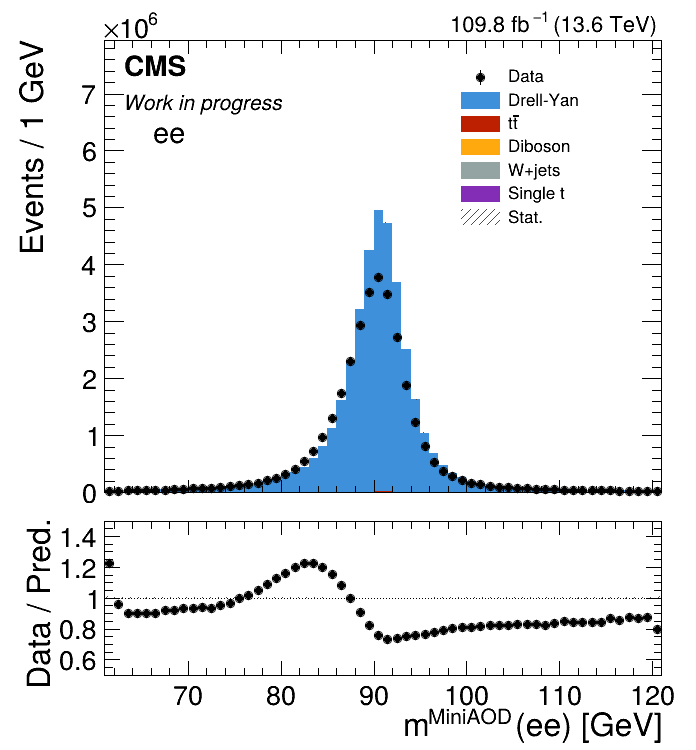 ×10⁶
109.8 fb⁻¹ (13.6 TeV)
CMS
Work in progress
ee
Data
Drell-Yan
tt̄
Diboson
W+jets
Single t
Stat.
Events / 1 GeV
7
6
5
4
3
2
1
0
Data / Pred.
1.4
1.2
1
0.8
0.6
70 80 90 100 110 120
m^MiniAOD (ee) [GeV]